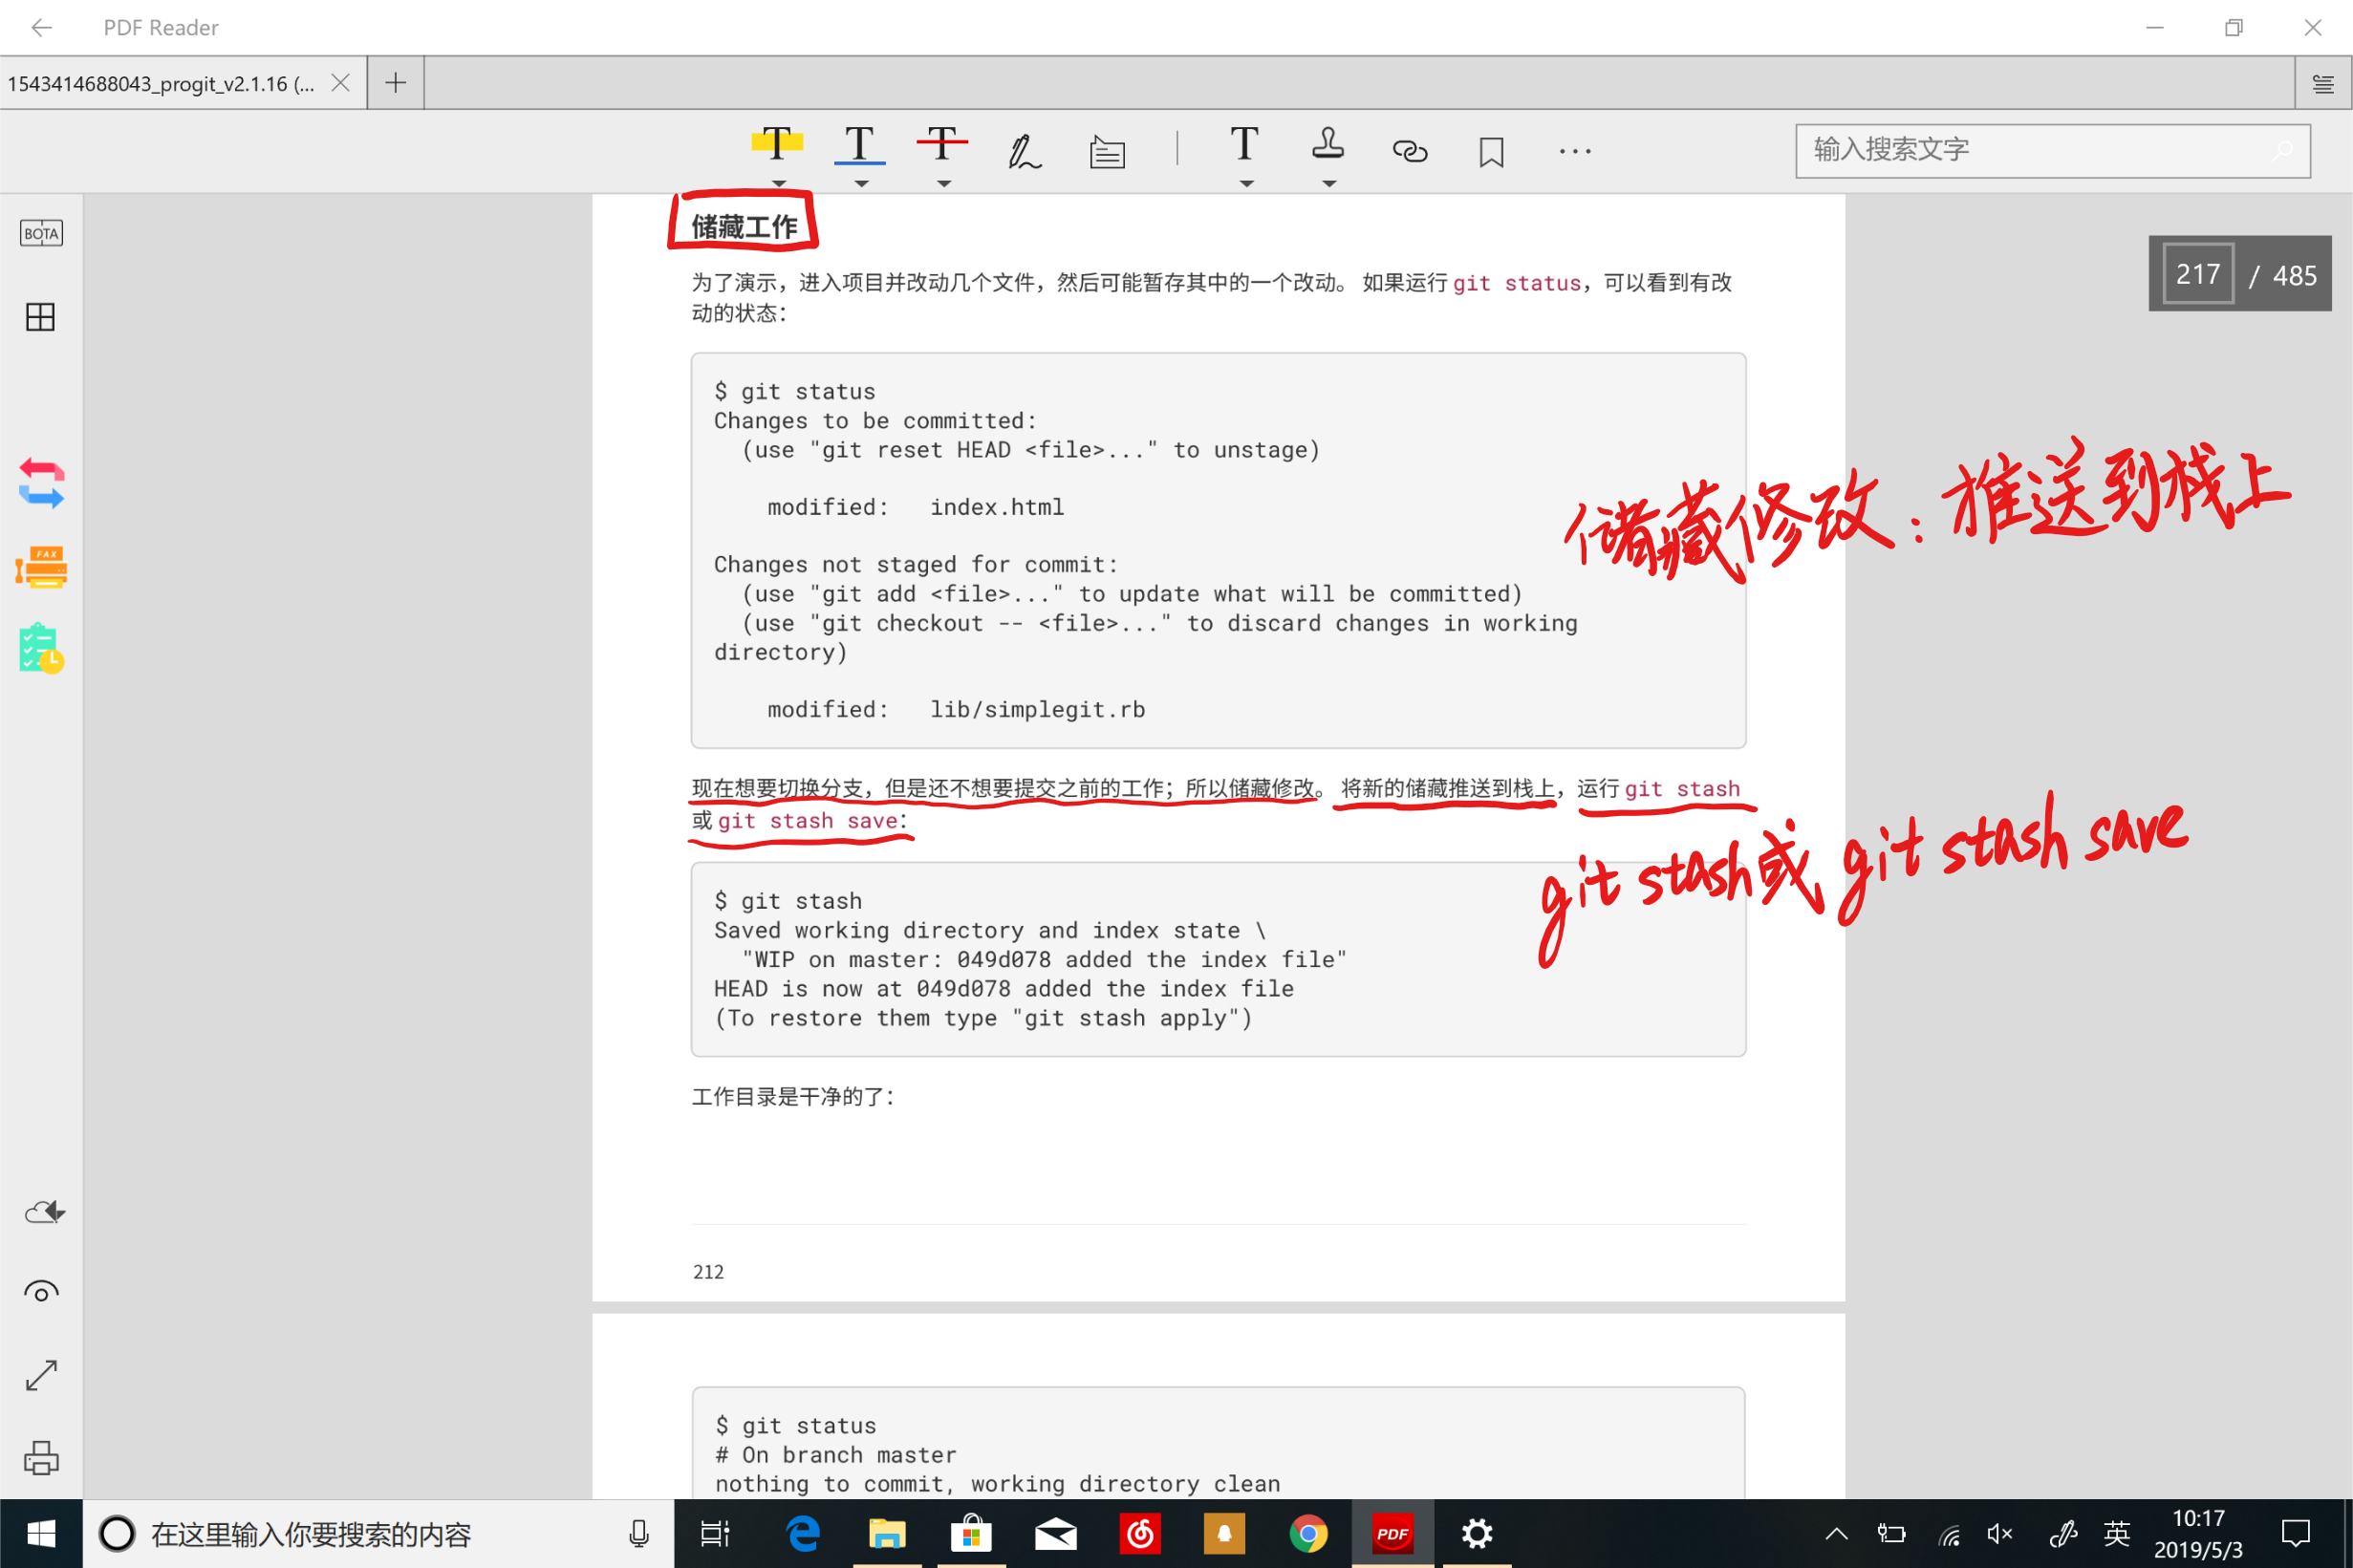 PDF Reader
1543414688043_progit_v2.1.16 (...
T T T T
输入搜索文字
BOTA
FAX
217 / 485
储藏工作
为了演示，进入项目并改动几个文件，然后可能暂存其中的一个改动。 如果运行 git status，可以看到有改
动的状态：
$ git status
Changes to be committed:
  (use "git reset HEAD <file>..." to unstage)
    modified:   index.html
Changes not staged for commit:
  (use "git add <file>..." to update what will be committed)
  (use "git checkout -- <file>..." to discard changes in working
directory)
    modified:   lib/simplegit.rb
储藏修改：推送到栈上
现在想要切换分支，但是还不想要提交之前的工作；所以储藏修改。 将新的储藏推送到栈上，运行 git stash
或 git stash save：
git stash或 git stash save
$ git stash
Saved working directory and index state \
  "WIP on master: 049d078 added the index file"
HEAD is now at 049d078 added the index file
(To restore them type "git stash apply")
工作目录是干净的了：
212
$ git status
# On branch master
nothing to commit, working directory clean
在这里输入你要搜索的内容
PDF
英
10:17
2019/5/3